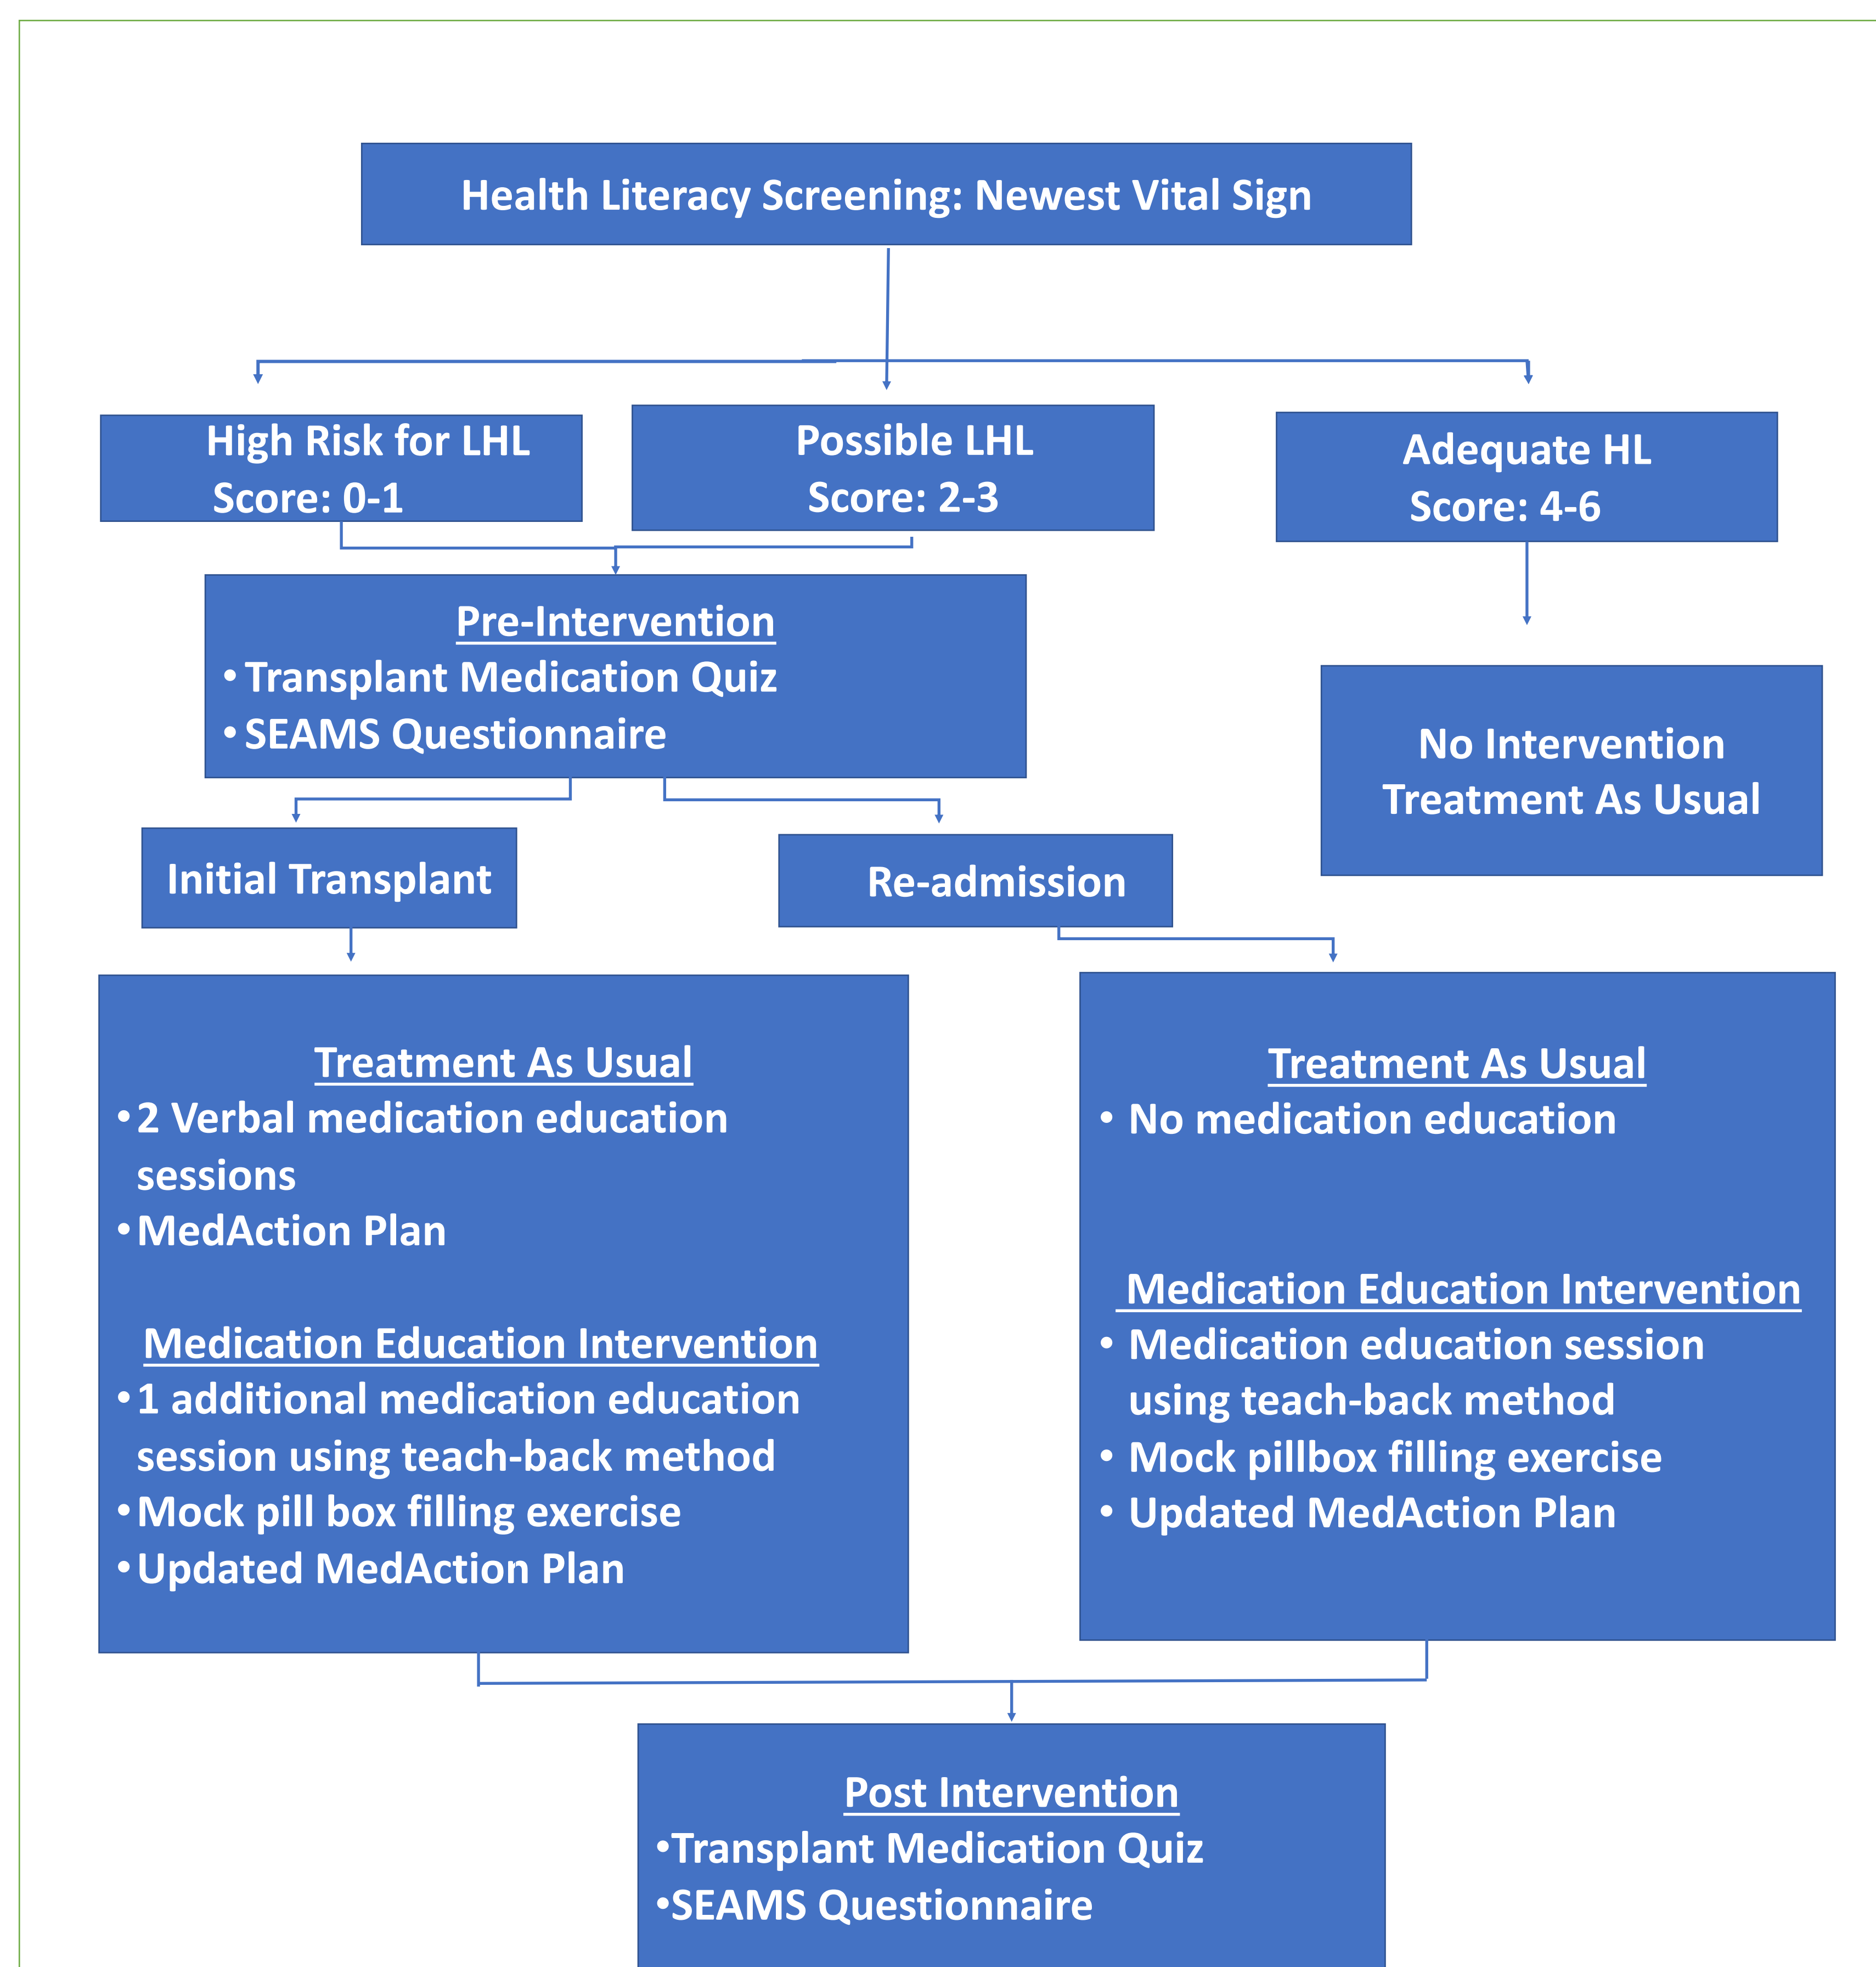 Health Literacy Screening: Newest Vital Sign
High Risk for LHL
Score: 0-1
Possible LHL
Score: 2-3
Adequate HL
Score: 4-6
Pre-Intervention
• Transplant Medication Quiz
• SEAMS Questionnaire
No Intervention
Treatment As Usual
Initial Transplant
Re-admission
Treatment As Usual
• 2 Verbal medication education
sessions
• MedAction Plan
Medication Education Intervention
• 1 additional medication education
session using teach-back method
• Mock pill box filling exercise
• Updated MedAction Plan
Treatment As Usual
• No medication education
Medication Education Intervention
• Medication education session
using teach-back method
• Mock pillbox filling exercise
• Updated MedAction Plan
Post Intervention
• Transplant Medication Quiz
• SEAMS Questionnaire